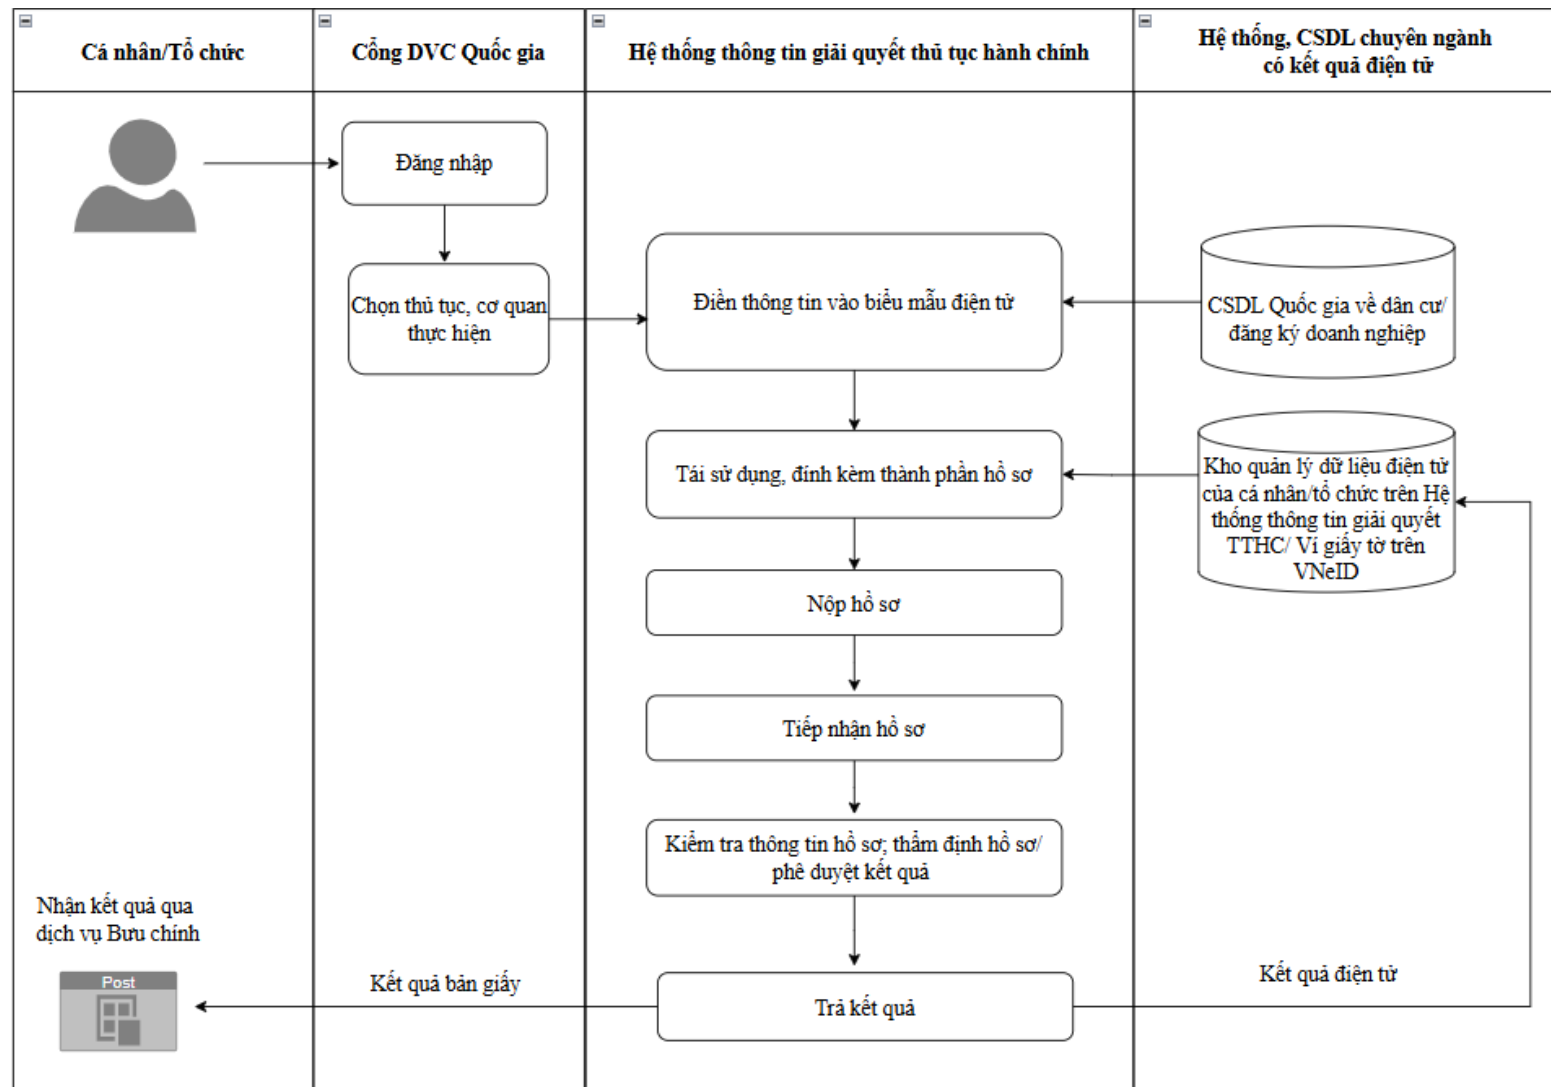 Cá nhân/Tổ chức
Cổng DVC Quốc gia
Hệ thống thông tin giải quyết thủ tục hành chính
Hệ thống, CSDL chuyên ngành
có kết quả điện tử
Đăng nhập
Chọn thủ tục, cơ quan
thực hiện
Điền thông tin vào biểu mẫu điện tử
CSDL Quốc gia về dân cư/
đăng ký doanh nghiệp
Tái sử dụng, đính kèm thành phần hồ sơ
Kho quản lý dữ liệu điện tử
của cá nhân/tổ chức trên Hệ
thống thông tin giải quyết
TTHC/ Ví giấy tờ trên
VNeID
Nộp hồ sơ
Tiếp nhận hồ sơ
Kiểm tra thông tin hồ sơ; thẩm định hồ sơ/
phê duyệt kết quả
Nhận kết quả qua
dịch vụ Bưu chính
Post
Kết quả bản giấy
Trả kết quả
Kết quả điện tử